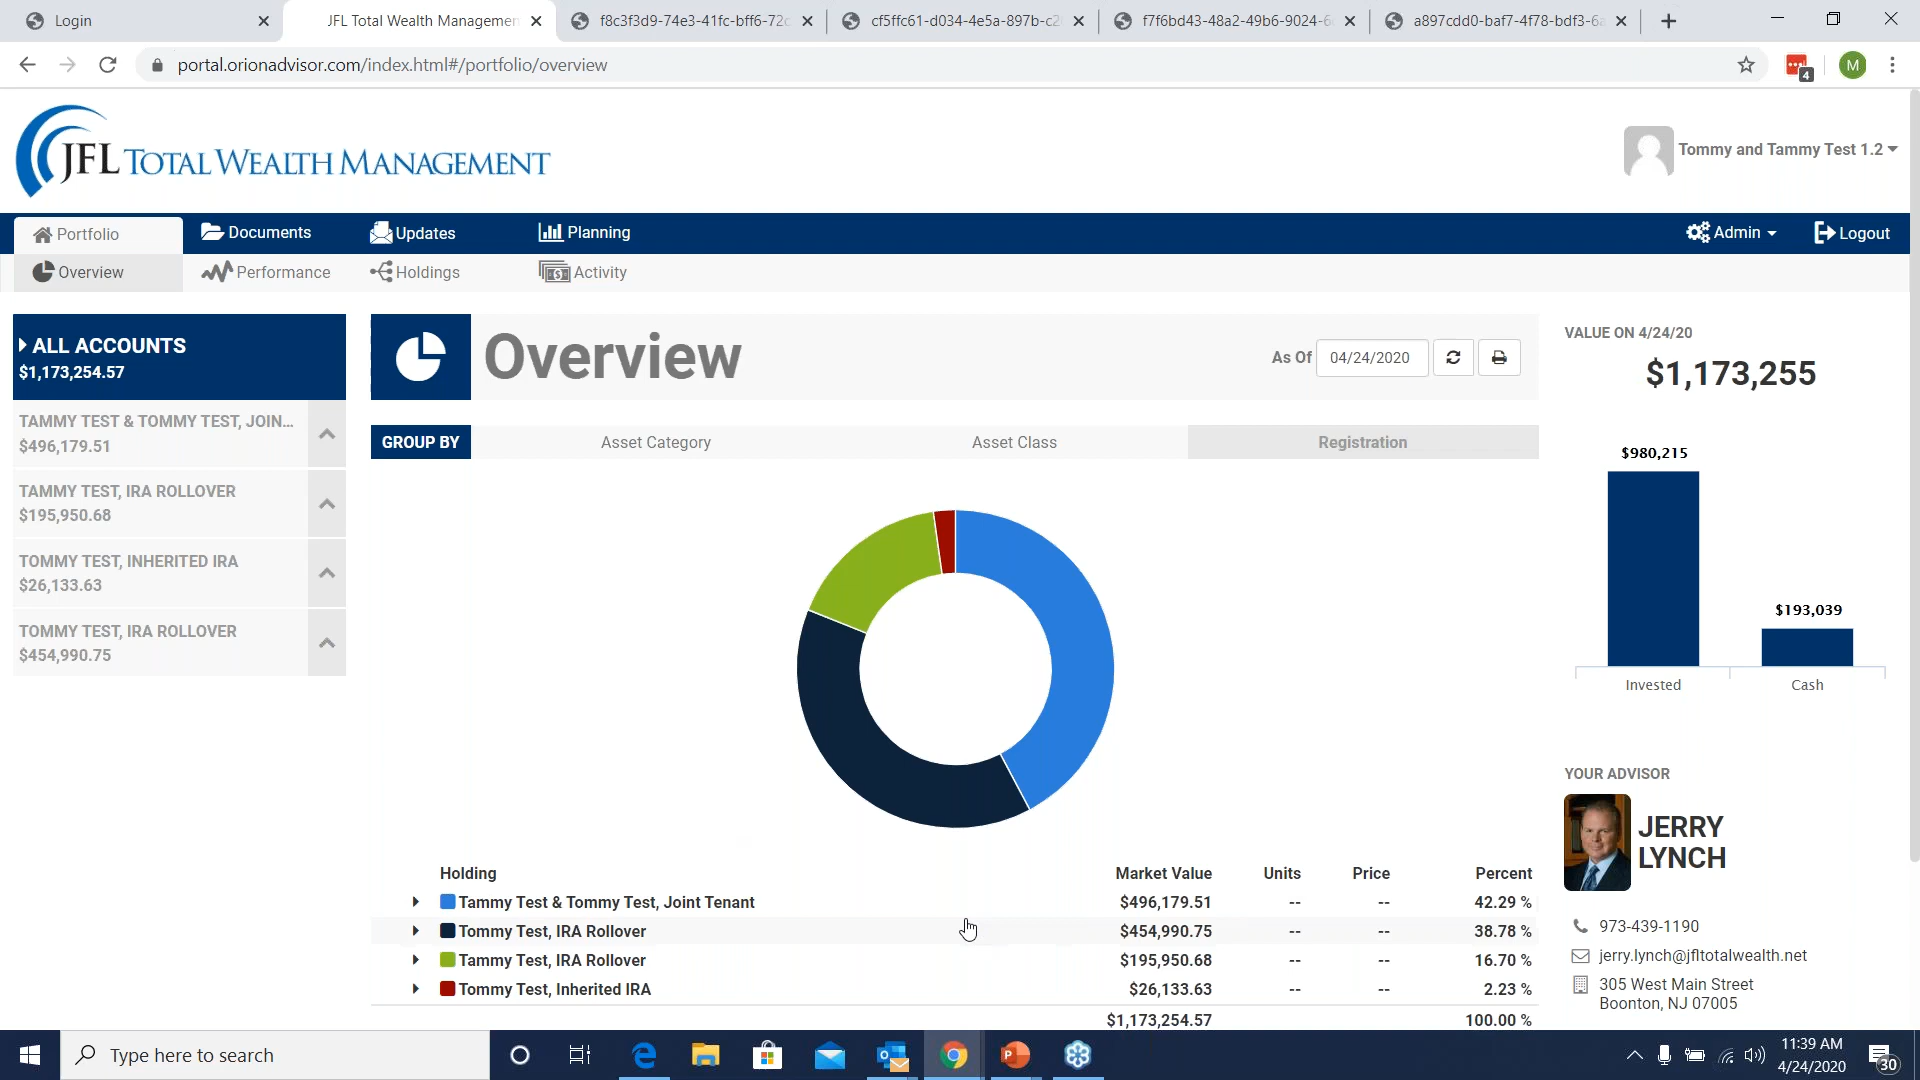 Login
JFL Total Wealth Managemen
f8c3f3d9-74e3-41fc-bff6-72c
cf5ffc61-d034-4e5a-897b-c2
f7f6bd43-48a2-49b6-9024-6
a897cdd0-baf7-4f78-bdf3-6a
portal.orionadvisor.com/index.html#/portfolio/overview
4
M
JFL TOTAL WEALTH MANAGEMENT
Tommy and Tammy Test 1.2
Portfolio
Documents
Updates
Planning
Admin
Logout
Overview
Performance
Holdings
Activity
ALL ACCOUNTS
$1,173,254.57
TAMMY TEST & TOMMY TEST, JOIN...
$496,179.51
TAMMY TEST, IRA ROLLOVER
$195,950.68
TOMMY TEST, INHERITED IRA
$26,133.63
TOMMY TEST, IRA ROLLOVER
$454,990.75
Overview
As Of 04/24/2020
GROUP BY Asset Category Asset Class Registration
Holding Market Value Units Price Percent
Tammy Test & Tommy Test, Joint Tenant $496,179.51 -- -- 42.29 %
Tommy Test, IRA Rollover $454,990.75 -- -- 38.78 %
Tammy Test, IRA Rollover $195,950.68 -- -- 16.70 %
Tommy Test, Inherited IRA $26,133.63 -- -- 2.23 %
$1,173,254.57 100.00 %
VALUE ON 4/24/20
$1,173,255
$980,215
$193,039
Invested Cash
YOUR ADVISOR
JERRY
LYNCH
973-439-1190
jerry.lynch@jfltotalwealth.net
305 West Main Street
Boonton, NJ 07005
Type here to search
11:39 AM
4/24/2020
30